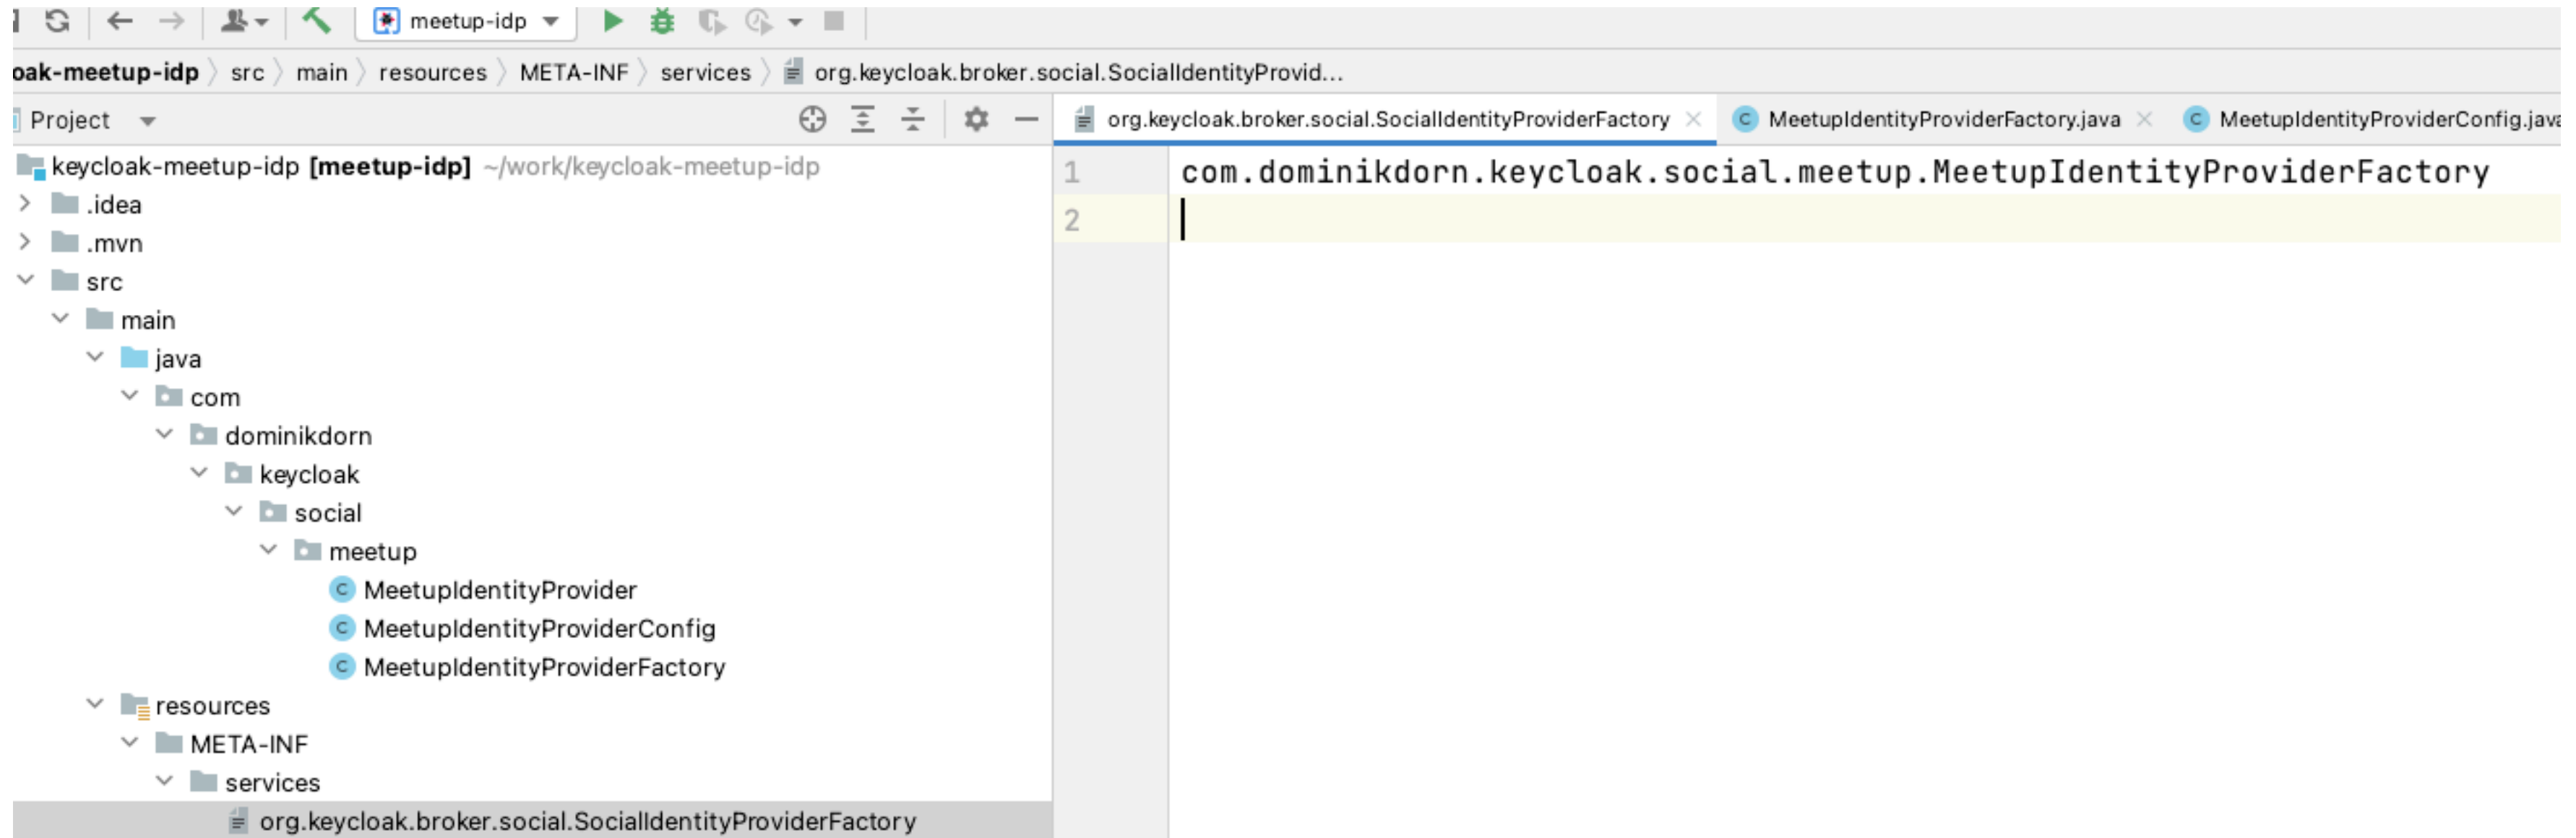 meetup-idp
oak-meetup-idp src main resources META-INF services org.keycloak.broker.social.SocialIdentityProvid...
Project
org.keycloak.broker.social.SocialIdentityProviderFactory MeetupIdentityProviderFactory.java MeetupIdentityProviderConfig.java
keycloak-meetup-idp [meetup-idp] ~/work/keycloak-meetup-idp
.idea
.mvn
src
main
java
com
dominikdorn
keycloak
social
meetup
MeetupIdentityProvider
MeetupIdentityProviderConfig
MeetupIdentityProviderFactory
resources
META-INF
services
org.keycloak.broker.social.SocialIdentityProviderFactory
1 com.dominikdorn.keycloak.social.meetup.MeetupIdentityProviderFactory
2